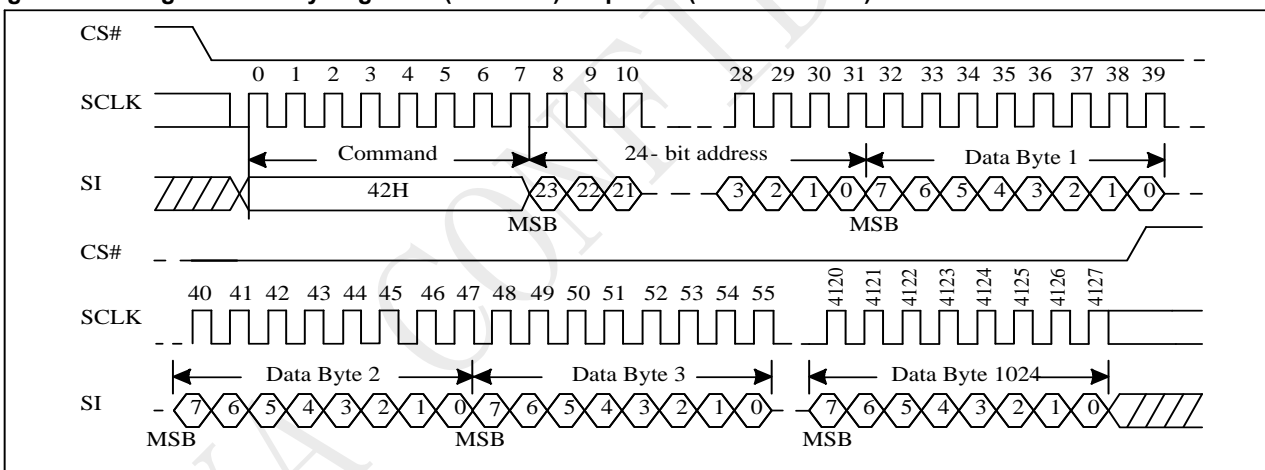 CS#
0 1 2 3 4 5 6 7 8 9 10 28 29 30 31 32 33 34 35 36 37 38 39
SCLK
Command 24- bit address Data Byte 1
SI
42H 23 22 21 3 2 1 0 7 6 5 4 3 2 1 0
MSB MSB
CS#
40 41 42 43 44 45 46 47 48 49 50 51 52 53 54 55 4120 4121 4122 4123 4124 4125 4126 4127
SCLK
Data Byte 2 Data Byte 3 Data Byte 1024
SI
7 6 5 4 3 2 1 0 7 6 5 4 3 2 1 0 7 6 5 4 3 2 1 0
MSB MSB MSB